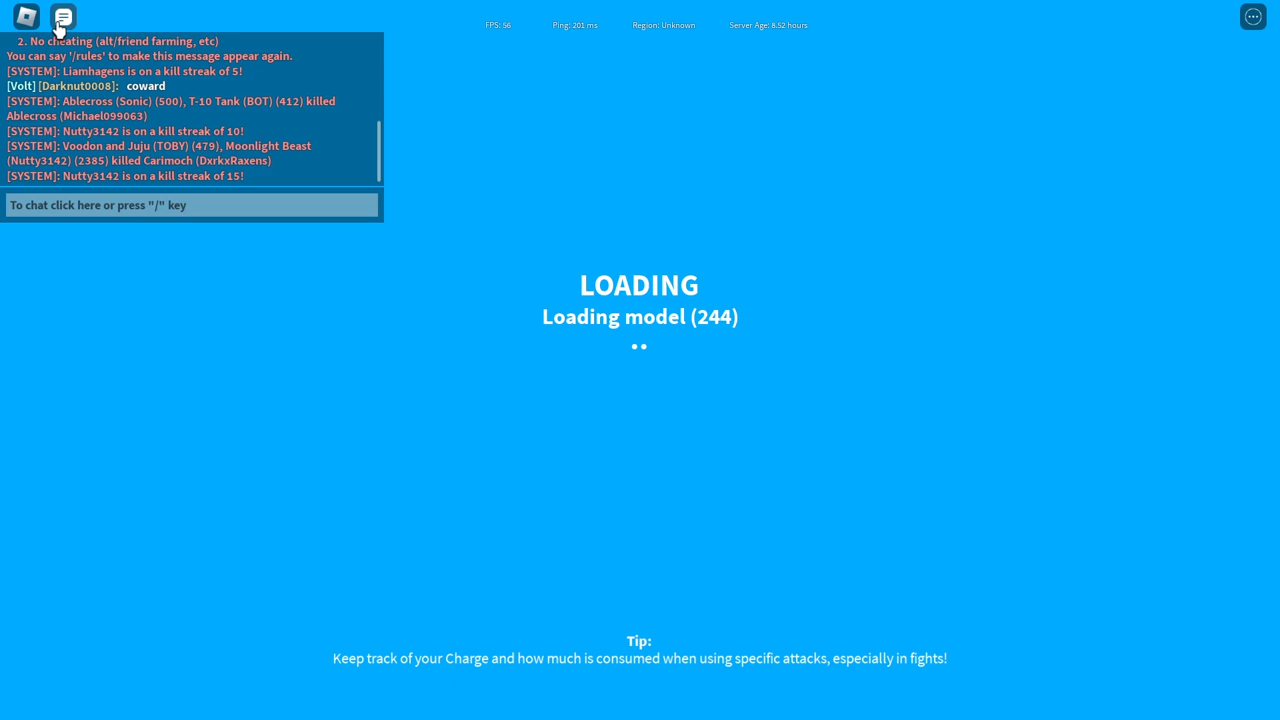 FPS: 56 Ping: 201 ms Region: Unknown Server Age: 8.52 hours
2. No cheating (alt/friend farming, etc)
You can say '/rules' to make this message appear again.
[SYSTEM]: Liamhagens is on a kill streak of 5!
[Volt] [Darknut0008]: coward
[SYSTEM]: Ablecross (Sonic) (500), T-10 Tank (BOT) (412) killed
Ablecross (Michael099063)
[SYSTEM]: Nutty3142 is on a kill streak of 10!
[SYSTEM]: Voodon and Juju (TOBY) (479), Moonlight Beast
(Nutty3142) (2385) killed Carimoch (DxrkxRaxens)
[SYSTEM]: Nutty3142 is on a kill streak of 15!
To chat click here or press "/" key
LOADING
Loading model (244)
Tip:
Keep track of your Charge and how much is consumed when using specific attacks, especially in fights!